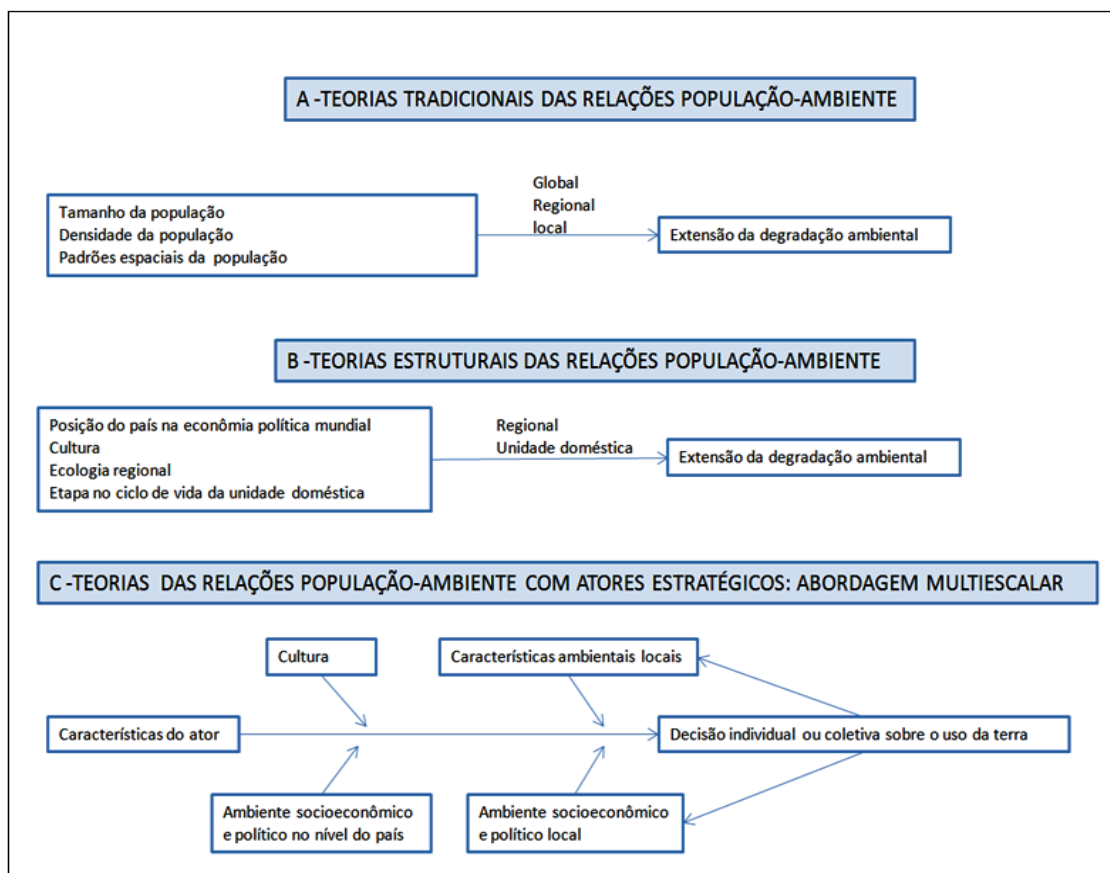 A -TEORIAS TRADICIONAIS DAS RELAÇÕES POPULAÇÃO-AMBIENTE
Tamanho da população
Densidade da população
Padrões espaciais da população
Global
Regional
local
Extensão da degradação ambiental
B -TEORIAS ESTRUTURAIS DAS RELAÇÕES POPULAÇÃO-AMBIENTE
Posição do país na econômia política mundial
Cultura
Ecologia regional
Etapa no ciclo de vida da unidade doméstica
Regional
Unidade doméstica
Extensão da degradação ambiental
C -TEORIAS DAS RELAÇÕES POPULAÇÃO-AMBIENTE COM ATORES ESTRATÉGICOS: ABORDAGEM MULTIESCALAR
Cultura
Características ambientais locais
Características do ator
Decisão individual ou coletiva sobre o uso da terra
Ambiente socioeconômico
e político no nível do país
Ambiente socioeconômico
e político local